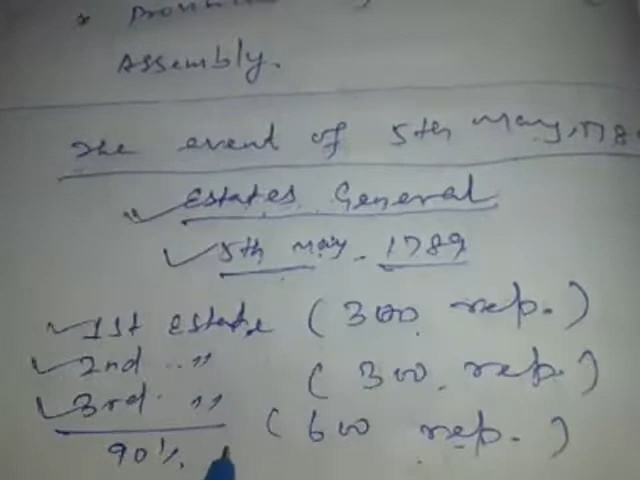 Assembly.
The event of 5th May, 178
" Estates General
5th may. 1789
1st Estate (300 rep.)
2nd .. " (300. rep.)
3rd. " (600 rep.)
90%.